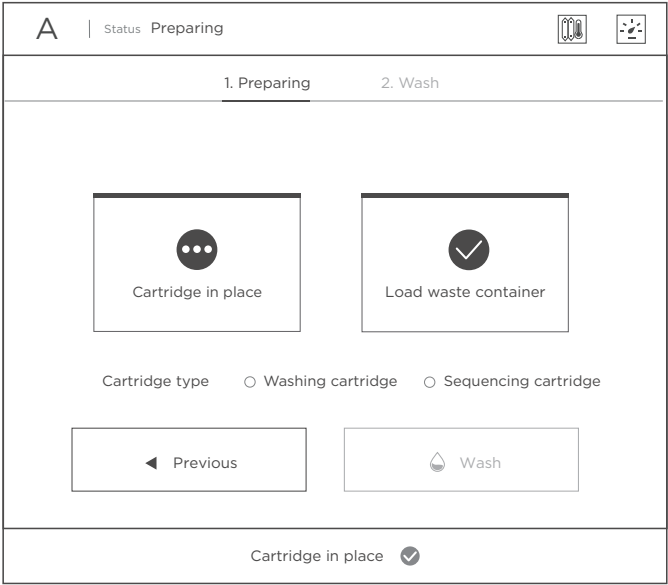 A Status Preparing
1. Preparing 2. Wash
Cartridge in place Load waste container
Cartridge type Washing cartridge Sequencing cartridge
Previous Wash
Cartridge in place